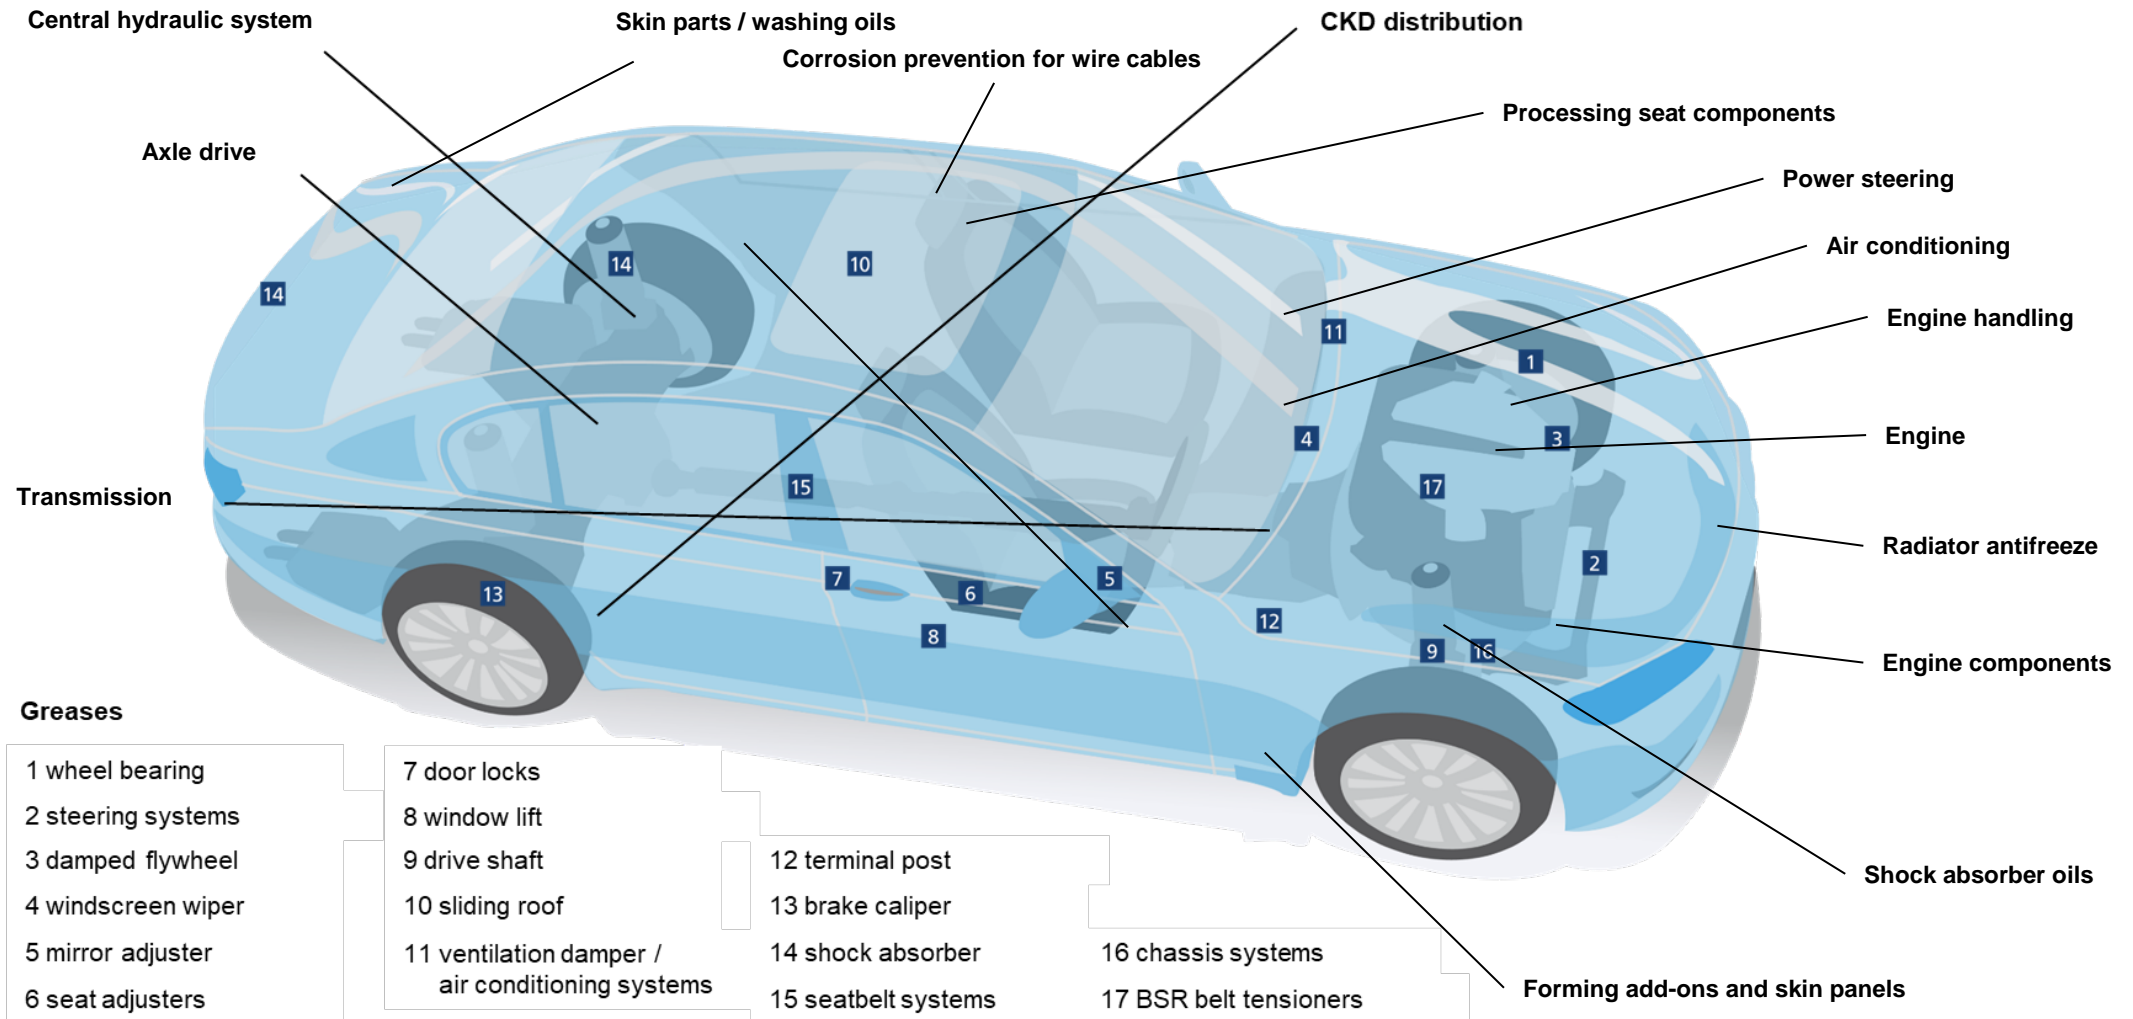 Central hydraulic system
Skin parts / washing oils
CKD distribution
Corrosion prevention for wire cables
Processing seat components
Axle drive
Power steering
Air conditioning
14
10
14
Engine handling
11
1
Engine
4
3
Transmission
15
17
Radiator antifreeze
7
5
2
13
6
12
8
9
16
Engine components
Greases
1 wheel bearing
2 steering systems
3 damped flywheel
4 windscreen wiper
5 mirror adjuster
6 seat adjusters
7 door locks
8 window lift
9 drive shaft
10 sliding roof
11 ventilation damper /
air conditioning systems
12 terminal post
13 brake caliper
14 shock absorber
15 seatbelt systems
16 chassis systems
17 BSR belt tensioners
Shock absorber oils
Forming add-ons and skin panels